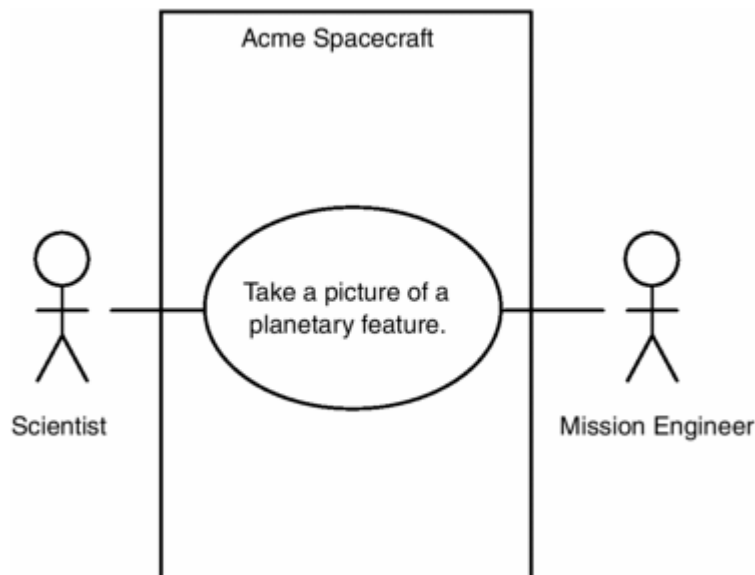 Acme Spacecraft
Take a picture of a
planetary feature.
Scientist
Mission Engineer